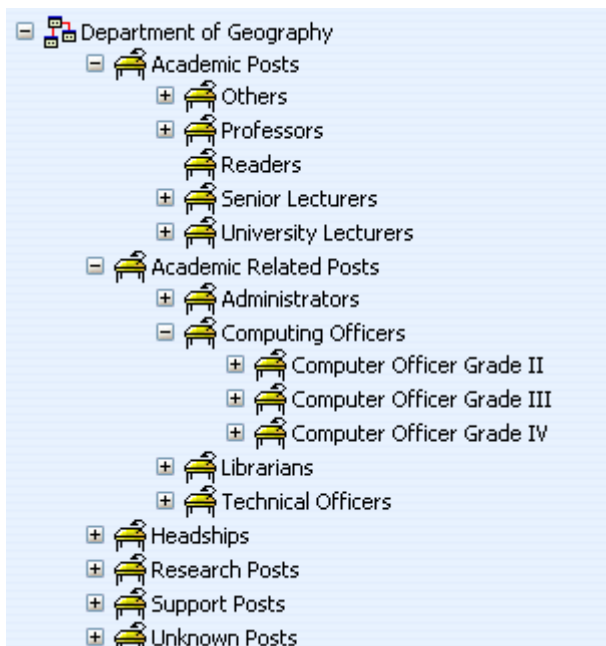 Department of Geography
Academic Posts
Others
Professors
Readers
Senior Lecturers
University Lecturers
Academic Related Posts
Administrators
Computing Officers
Computer Officer Grade II
Computer Officer Grade III
Computer Officer Grade IV
Librarians
Technical Officers
Headships
Research Posts
Support Posts
Unknown Posts